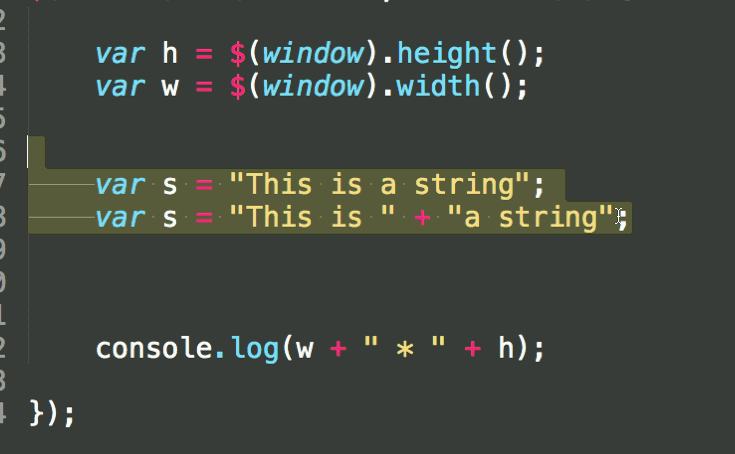 2
3 var h = $(window).height();
4 var w = $(window).width();
5
6
7 var s = "This is a string";
8 var s = "This is " + "a string";
9
0
1
2 console.log(w + " * " + h);
3
4 });